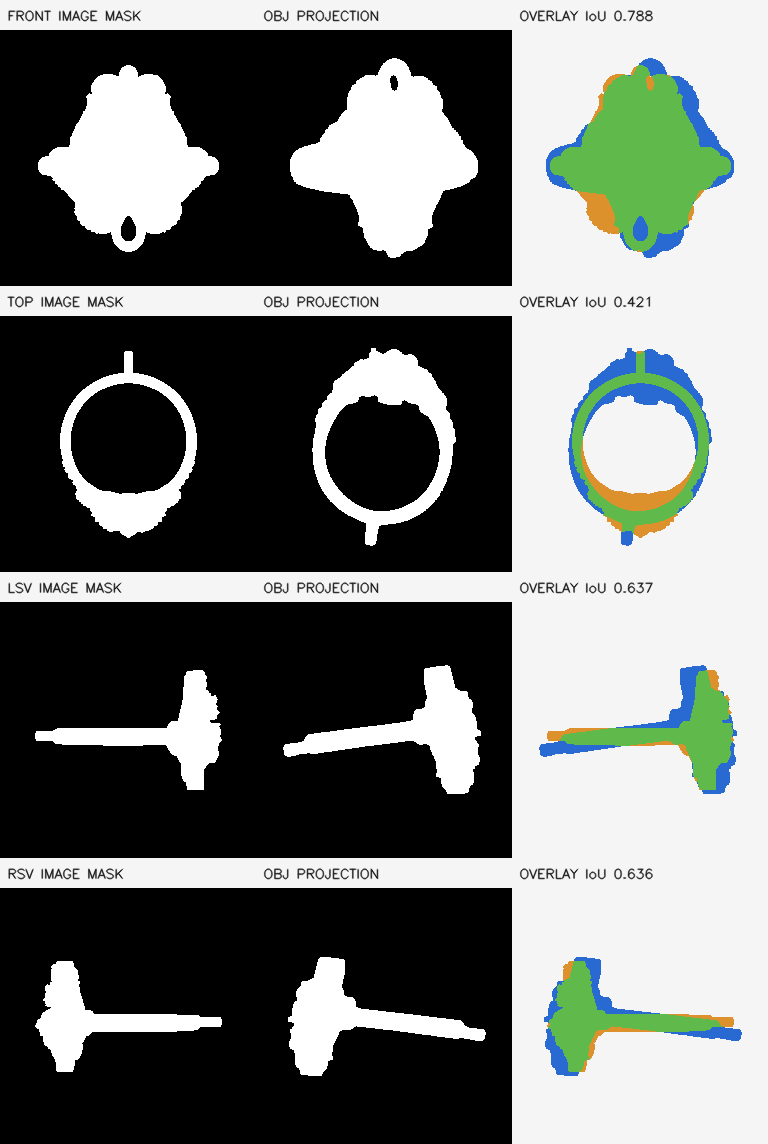 FRONT IMAGE MASK OBJ PROJECTION OVERLAY IoU 0.788
TOP IMAGE MASK OBJ PROJECTION OVERLAY IoU 0.421
LSV IMAGE MASK OBJ PROJECTION OVERLAY IoU 0.637
RSV IMAGE MASK OBJ PROJECTION OVERLAY IoU 0.636